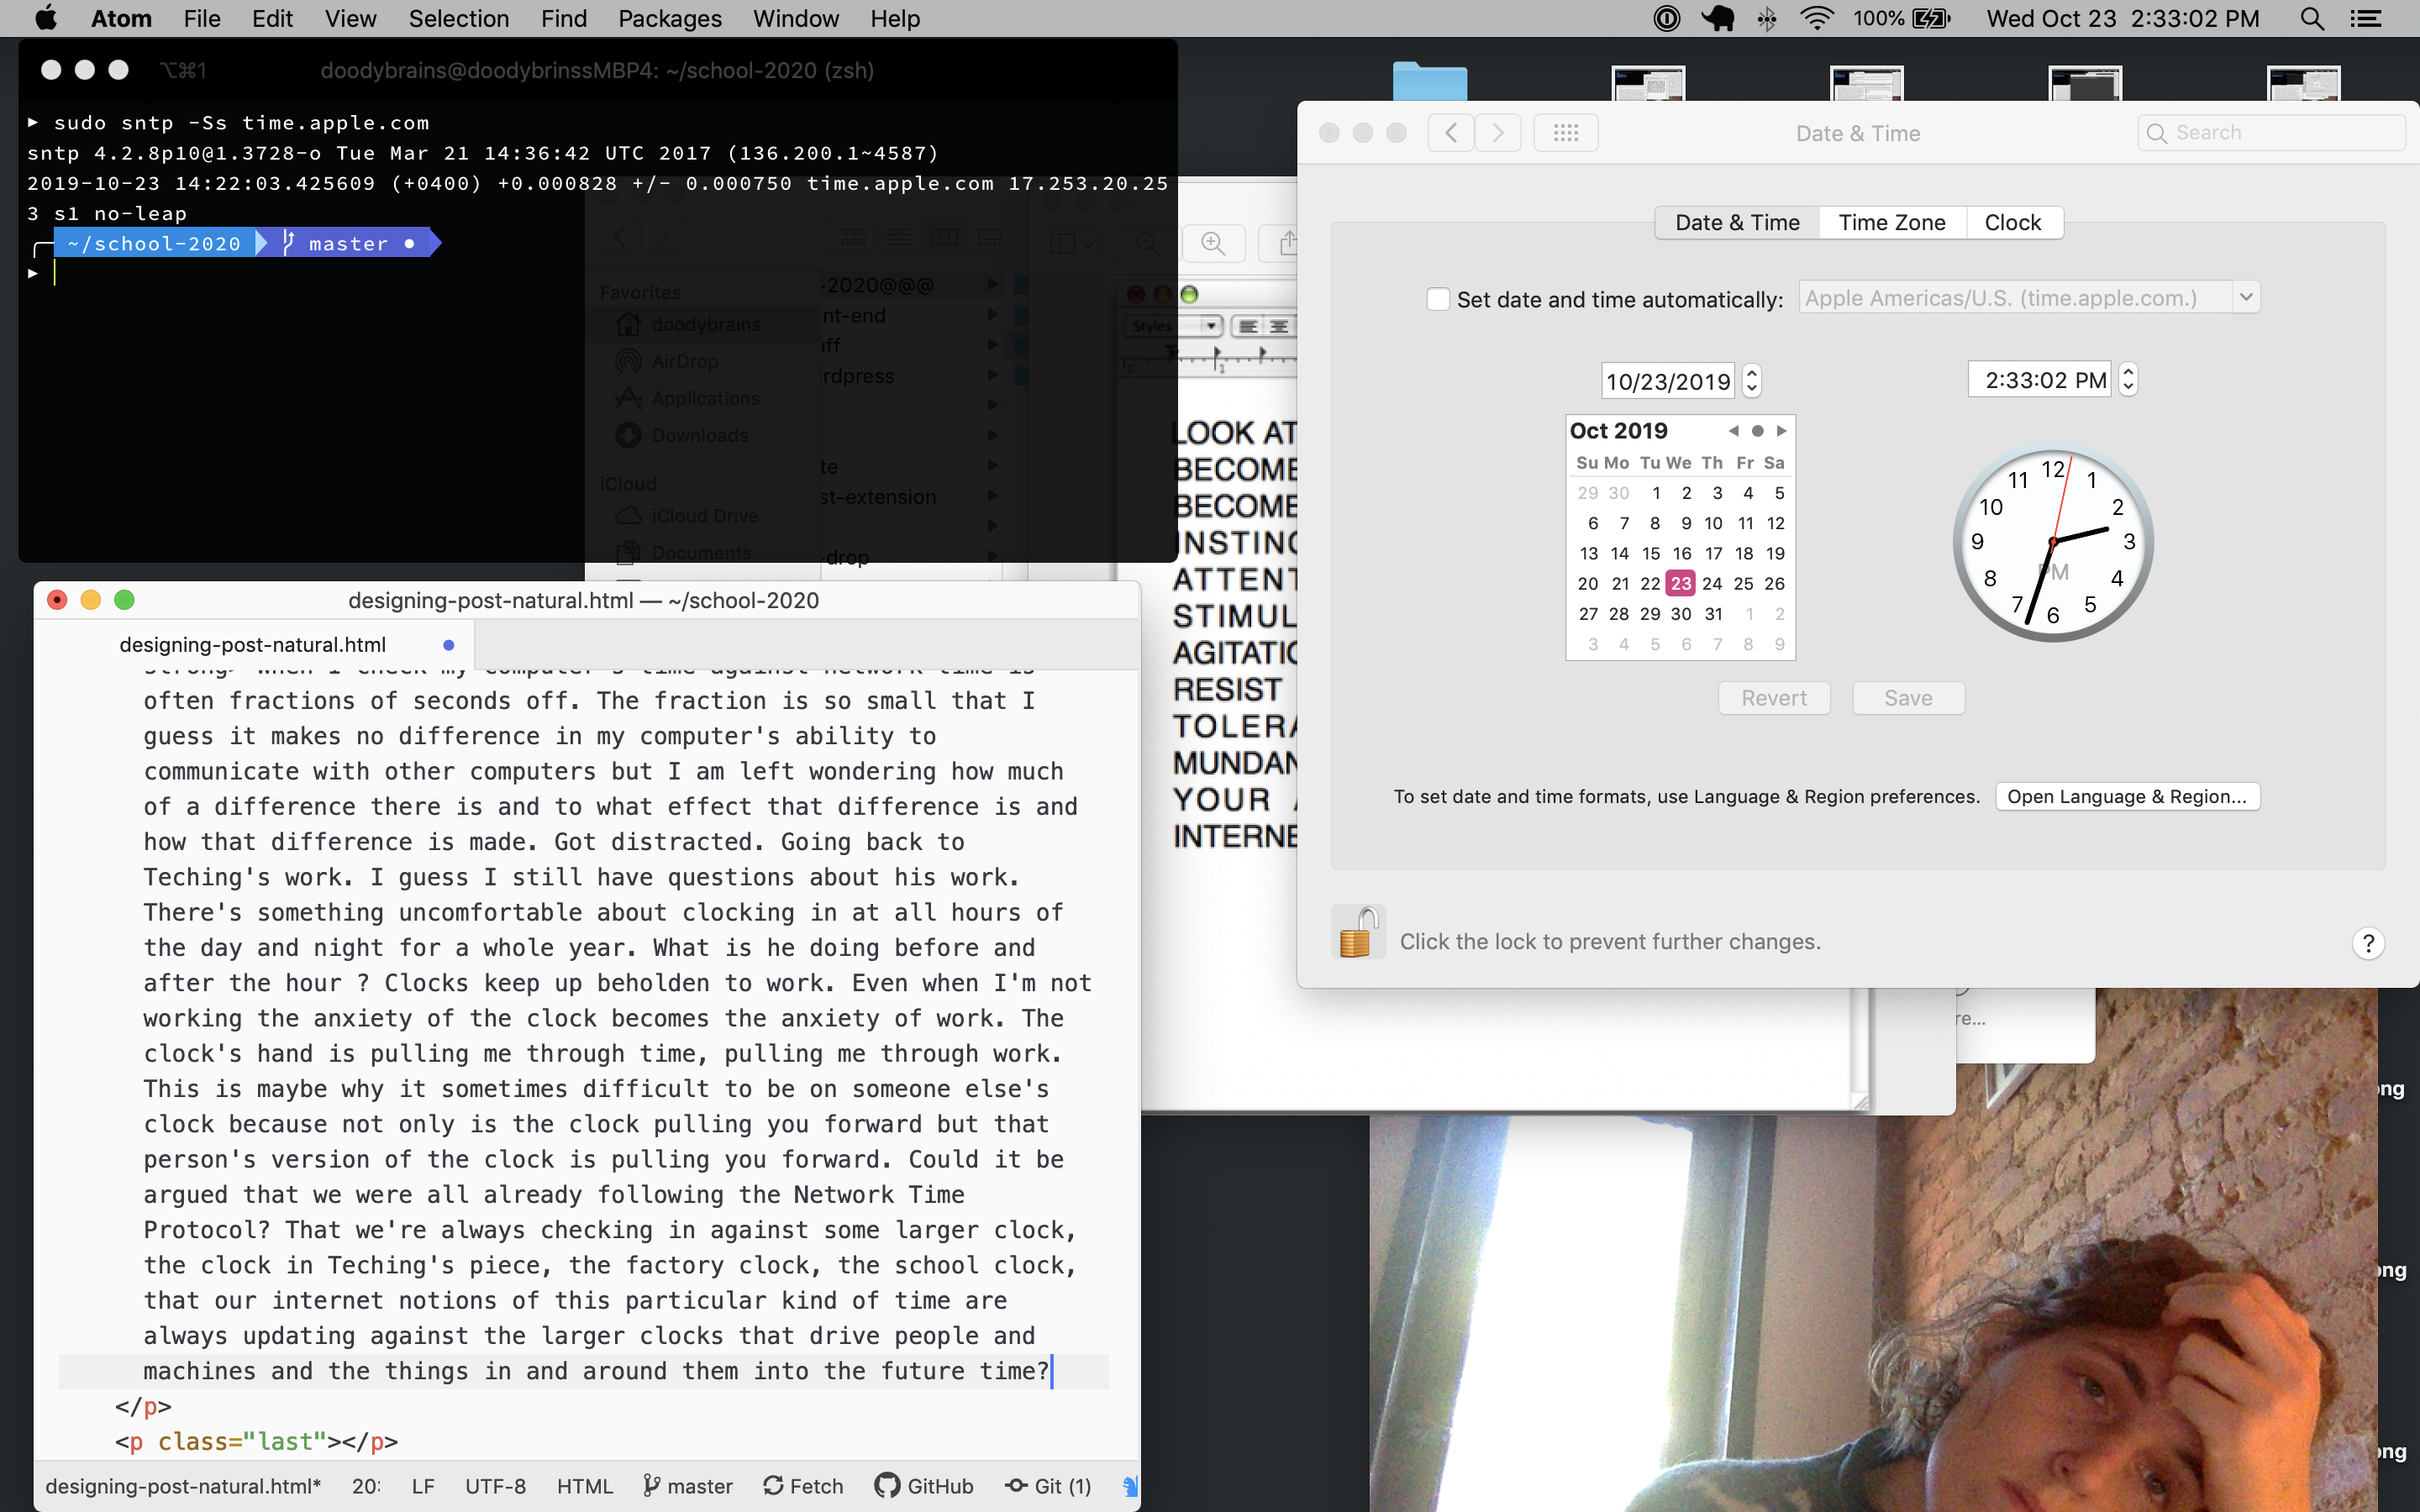 Atom File Edit View Selection Find Packages Window Help
100% Wed Oct 23 2:33:02 PM
⌥⌘1 doodybrains@doodybrinssMBP4: ~/school-2020 (zsh)
▸ sudo sntp -Ss time.apple.com
sntp 4.2.8p10@1.3728-o Tue Mar 21 14:36:42 UTC 2017 (136.200.1~4587)
2019-10-23 14:22:03.425609 (+0400) +0.000828 +/- 0.000750 time.apple.com 17.253.20.25
3 s1 no-leap
~/school-2020 master
Favorites
doodybrains
AirDrop
Applications
Downloads
iCloud
iCloud Drive
Documents
2020@@@
nt-end
uff
rdpress
te
st-extension
-drop
Styles
0 1
LOOK AT
BECOME
BECOME
INSTINC
ATTENT
STIMUL
AGITATIO
RESIST
TOLERA
MUNDAN
YOUR
INTERNE
Date & Time
Search
Date & Time Time Zone Clock
Set date and time automatically: Apple Americas/U.S. (time.apple.com.)
10/23/2019
2:33:02 PM
Oct 2019
Su Mo Tu We Th Fr Sa
29 30 1 2 3 4 5
6 7 8 9 10 11 12
13 14 15 16 17 18 19
20 21 22 23 24 25 26
27 28 29 30 31 1 2
3 4 5 6 7 8 9
12 1 2 3 4 5 6 7 8 9 10 11
PM
Revert Save
To set date and time formats, use Language & Region preferences. Open Language & Region...
Click the lock to prevent further changes.
?
re...
ng
ng
ng
designing-post-natural.html — ~/school-2020
designing-post-natural.html
strong> When I check my computer's time against network time is
often fractions of seconds off. The fraction is so small that I
guess it makes no difference in my computer's ability to
communicate with other computers but I am left wondering how much
of a difference there is and to what effect that difference is and
how that difference is made. Got distracted. Going back to
Teching's work. I guess I still have questions about his work.
There's something uncomfortable about clocking in at all hours of
the day and night for a whole year. What is he doing before and
after the hour ? Clocks keep up beholden to work. Even when I'm not
working the anxiety of the clock becomes the anxiety of work. The
clock's hand is pulling me through time, pulling me through work.
This is maybe why it sometimes difficult to be on someone else's
clock because not only is the clock pulling you forward but that
person's version of the clock is pulling you forward. Could it be
argued that we were all already following the Network Time
Protocol? That we're always checking in against some larger clock,
the clock in Teching's piece, the factory clock, the school clock,
that our internet notions of this particular kind of time are
always updating against the larger clocks that drive people and
machines and the things in and around them into the future time?
</p>
<p class="last"></p>
designing-post-natural.html* 20: LF UTF-8 HTML master Fetch GitHub Git (1)